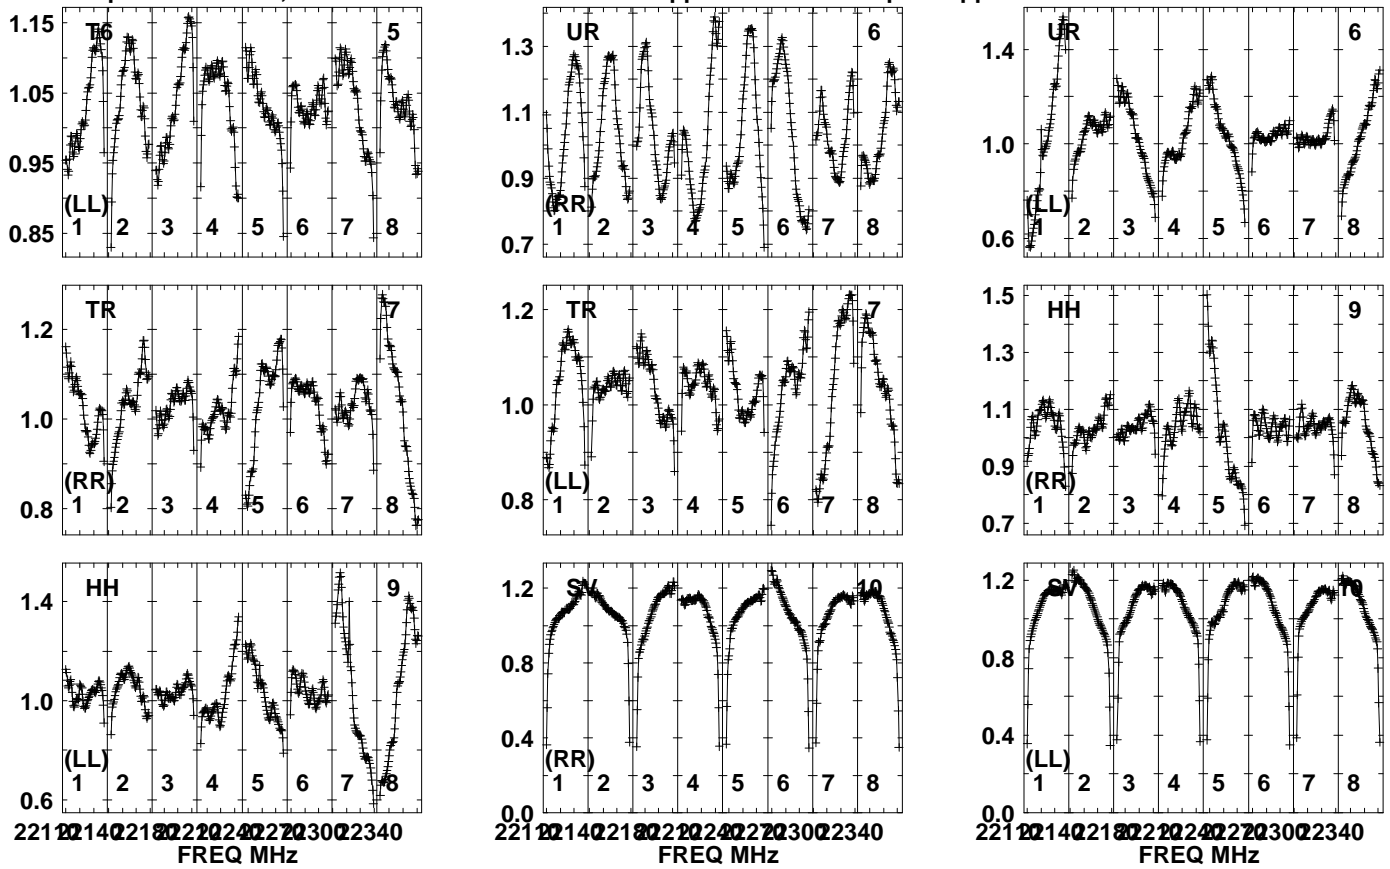 1.15 T6 5
1.05
0.95
(LL)
0.85 1 2 3 4 5 6 7 8
1.3 UR 6
1.1
0.9
(RR)
0.7 1 2 3 4 5 6 7 8
1.4 UR 6
1.0
(LL)
0.6 1 2 3 4 5 6 7 8
1.2 TR 7
1.0
(RR)
0.8 1 2 3 4 5 6 7 8
1.2 TR 7
1.0
(LL)
0.8 1 2 3 4 5 6 7 8
1.5 HH 9
1.3
1.1
0.9
(RR)
0.7 1 2 3 4 5 6 7 8
HH 9
1.4
1.0
(LL)
0.6 1 2 3 4 5 6 7 8
FREQ MHz
1.2 SV 10
0.8
0.4
(RR)
0.0 1 2 3 4 5 6 7 8
FREQ MHz
1.2 SV 10
0.8
0.4
(LL)
0.0 1 2 3 4 5 6 7 8
FREQ MHz